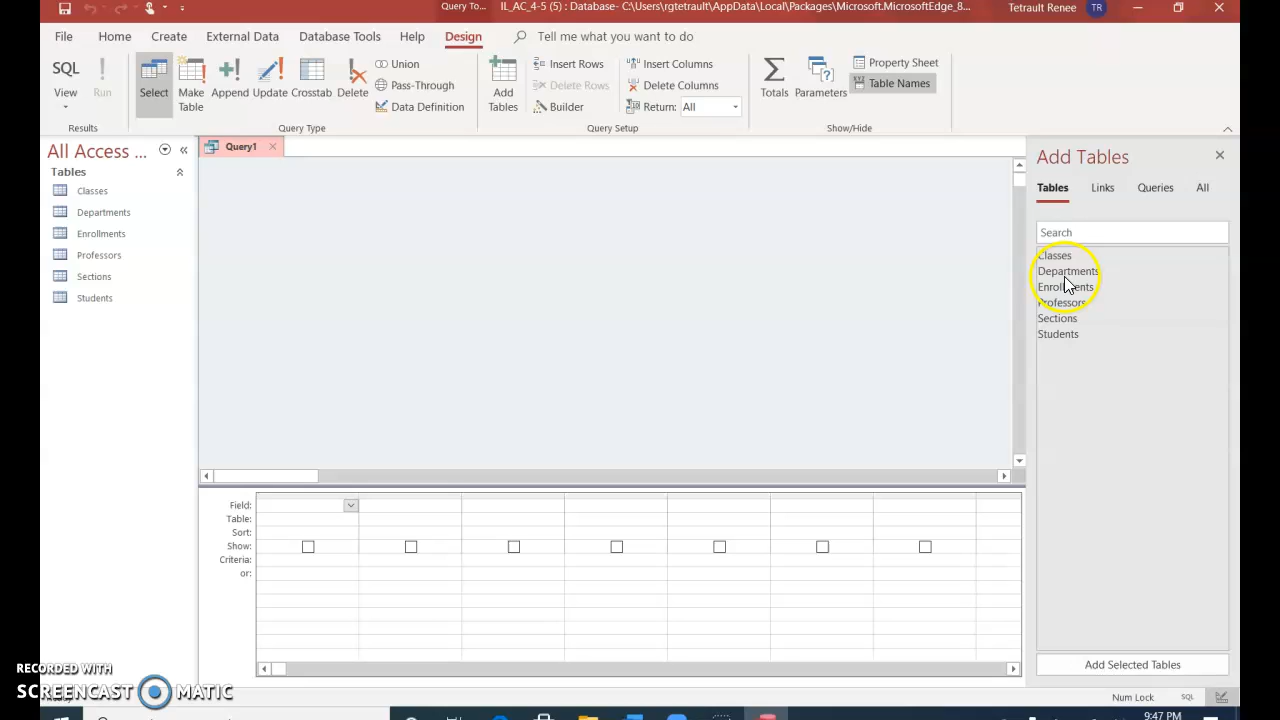 Query To... IL_AC_4-5 (5) : Database- C:\Users\rgtetrault\AppData\Local\Packages\Microsoft.MicrosoftEdge_8... Tetrault Renee TR
File Home Create External Data Database Tools Help Design Tell me what you want to do
SQL
View
Run
Results
Select
Make
Table
Append
Update
Crosstab
Delete
Union
Pass-Through
Data Definition
Query Type
Add
Tables
Insert Rows
Delete Rows
Builder
Insert Columns
Delete Columns
Return: All
Query Setup
Totals
Parameters
Property Sheet
Table Names
Show/Hide
All Access ...
Tables
Classes
Departments
Enrollments
Professors
Sections
Students
Query1
Field:
Table:
Sort:
Show:
Criteria:
or:
Add Tables
Tables Links Queries All
Search
Classes
Departments
Enrollments
Professors
Sections
Students
Add Selected Tables
RECORDED WITH
SCREENCAST MATIC
Num Lock SQL
9:47 PM